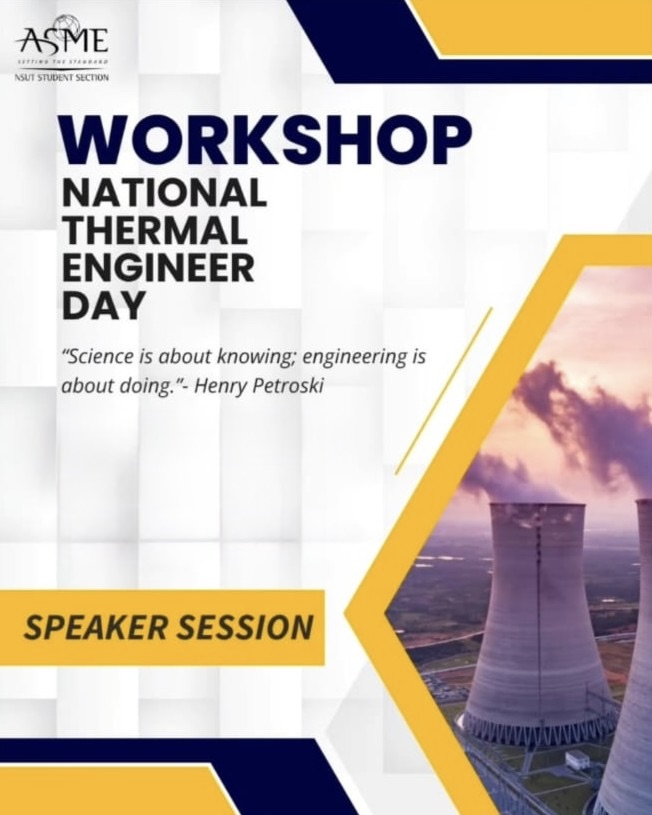 ASME
SETTING THE STANDARD
NSUT STUDENT SECTION
WORKSHOP
NATIONAL
THERMAL
ENGINEER
DAY
“Science is about knowing; engineering is
about doing.”- Henry Petroski
SPEAKER SESSION